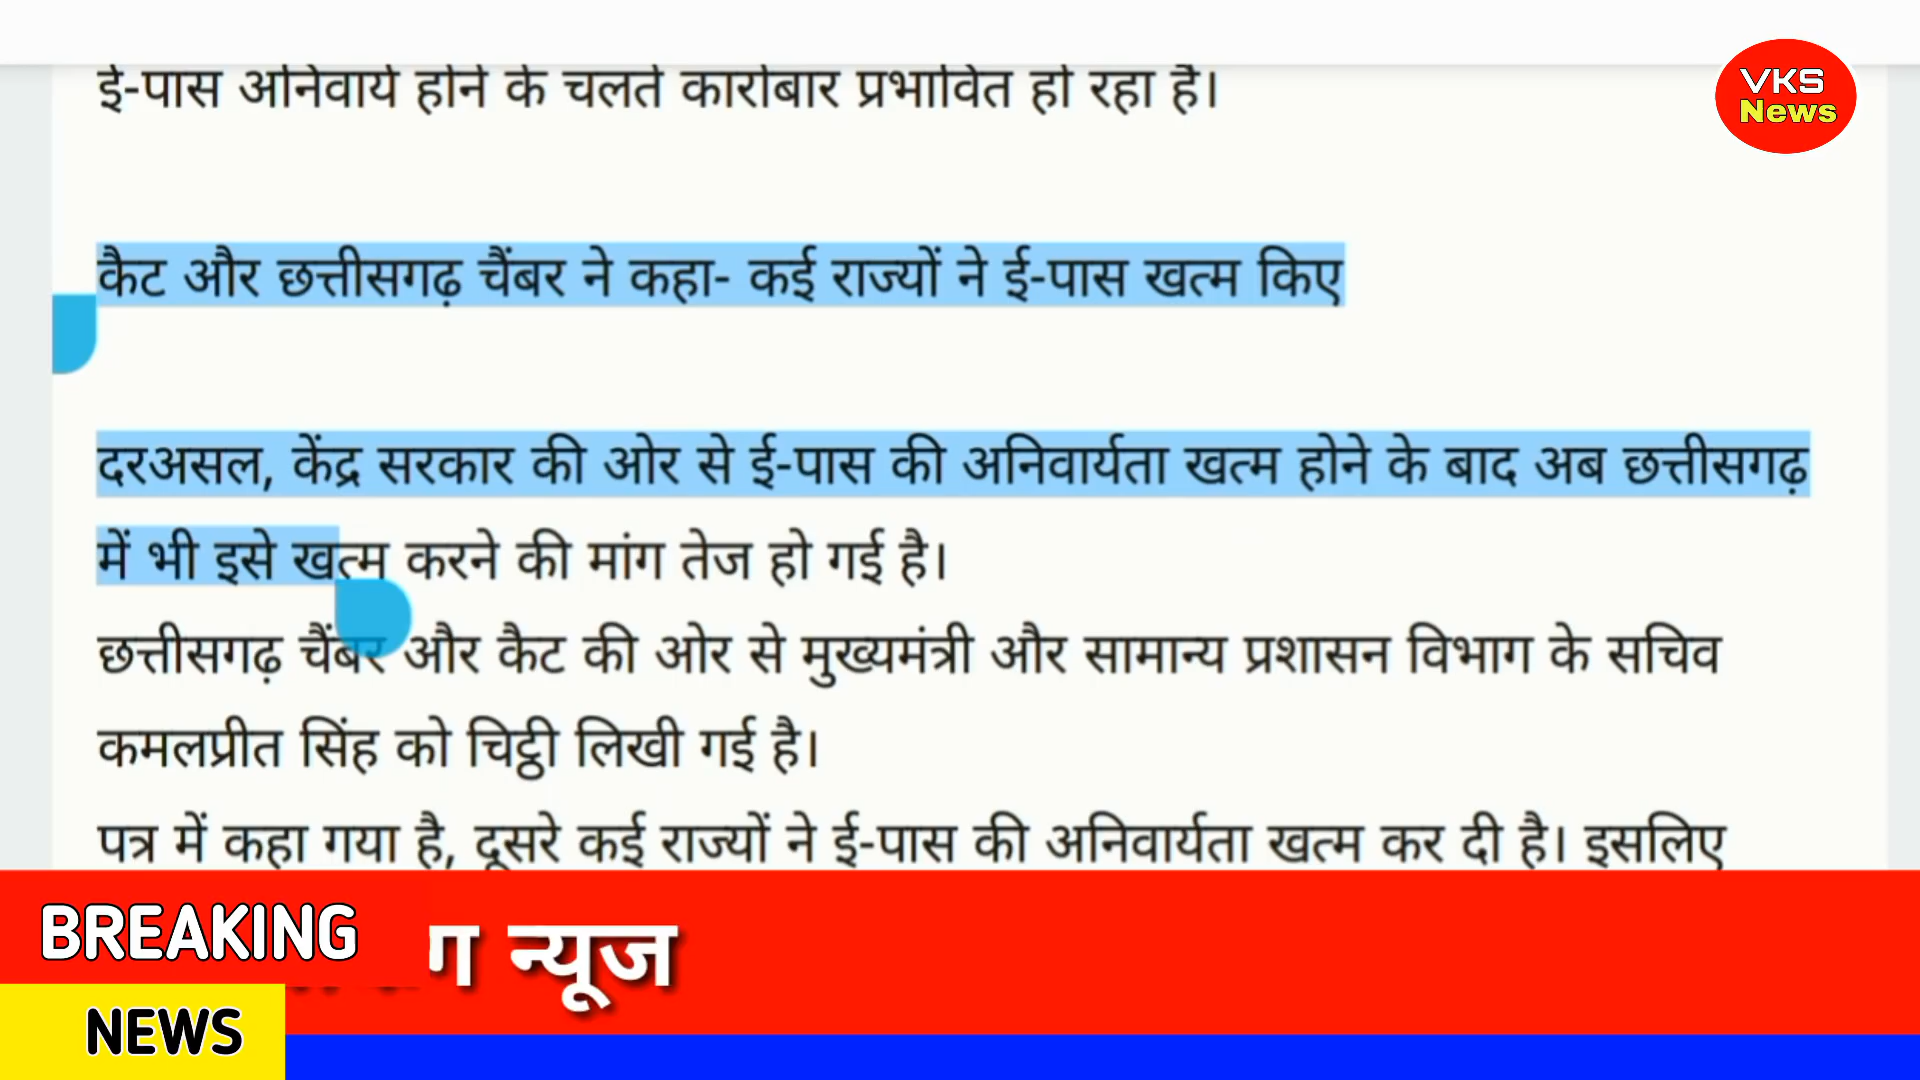 ई-पास अनिवार्य होने के चलते कारोबार प्रभावित हो रहा है।
VKS
News
कैट और छत्तीसगढ़ चैंबर ने कहा- कई राज्यों ने ई-पास खत्म किए
दरअसल, केंद्र सरकार की ओर से ई-पास की अनिवार्यता खत्म होने के बाद अब छत्तीसगढ़
में भी इसे खत्म करने की मांग तेज हो गई है।
छत्तीसगढ़ चैंबर और कैट की ओर से मुख्यमंत्री और सामान्य प्रशासन विभाग के सचिव
कमलप्रीत सिंह को चिट्ठी लिखी गई है।
पत्र में कहा गया है, दूसरे कई राज्यों ने ई-पास की अनिवार्यता खत्म कर दी है। इसलिए
BREAKING
ग न्यूज
NEWS